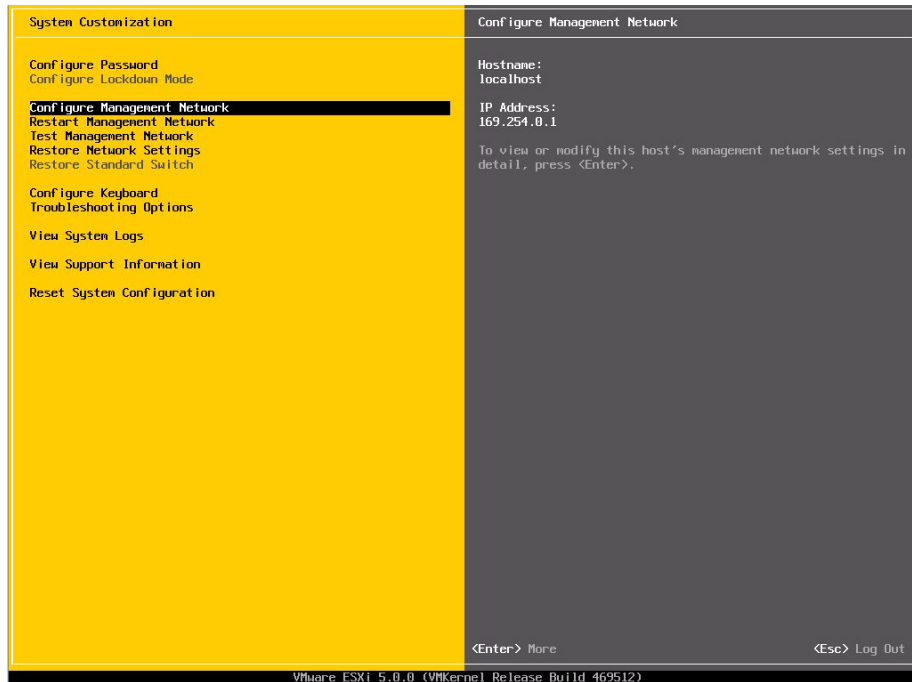 System Customization
Configure Password
Configure Lockdown Mode
Configure Management Network
Restart Management Network
Test Management Network
Restore Network Settings
Restore Standard Switch
Configure Keyboard
Troubleshooting Options
View System Logs
View Support Information
Reset System Configuration
Configure Management Network
Hostname:
localhost
IP Address:
169.254.0.1
To view or modify this host's management network settings in
detail, press <Enter>.
<Enter> More
<Esc> Log Out
VMware ESXi 5.0.0 (VMKernel Release Build 469512)